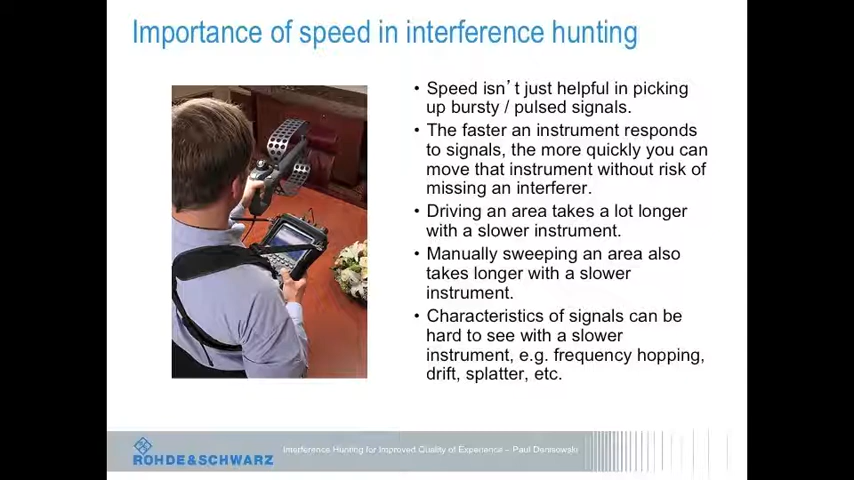 Importance of speed in interference hunting
• Speed isn't just helpful in picking
up bursty / pulsed signals.
• The faster an instrument responds
to signals, the more quickly you can
move that instrument without risk of
missing an interferer.
• Driving an area takes a lot longer
with a slower instrument.
• Manually sweeping an area also
takes longer with a slower
instrument.
• Characteristics of signals can be
hard to see with a slower
instrument, e.g. frequency hopping,
drift, splatter, etc.
ROHDE&SCHWARZ
Interference Hunting for Improved Quality of Experience – Paul Denisowski